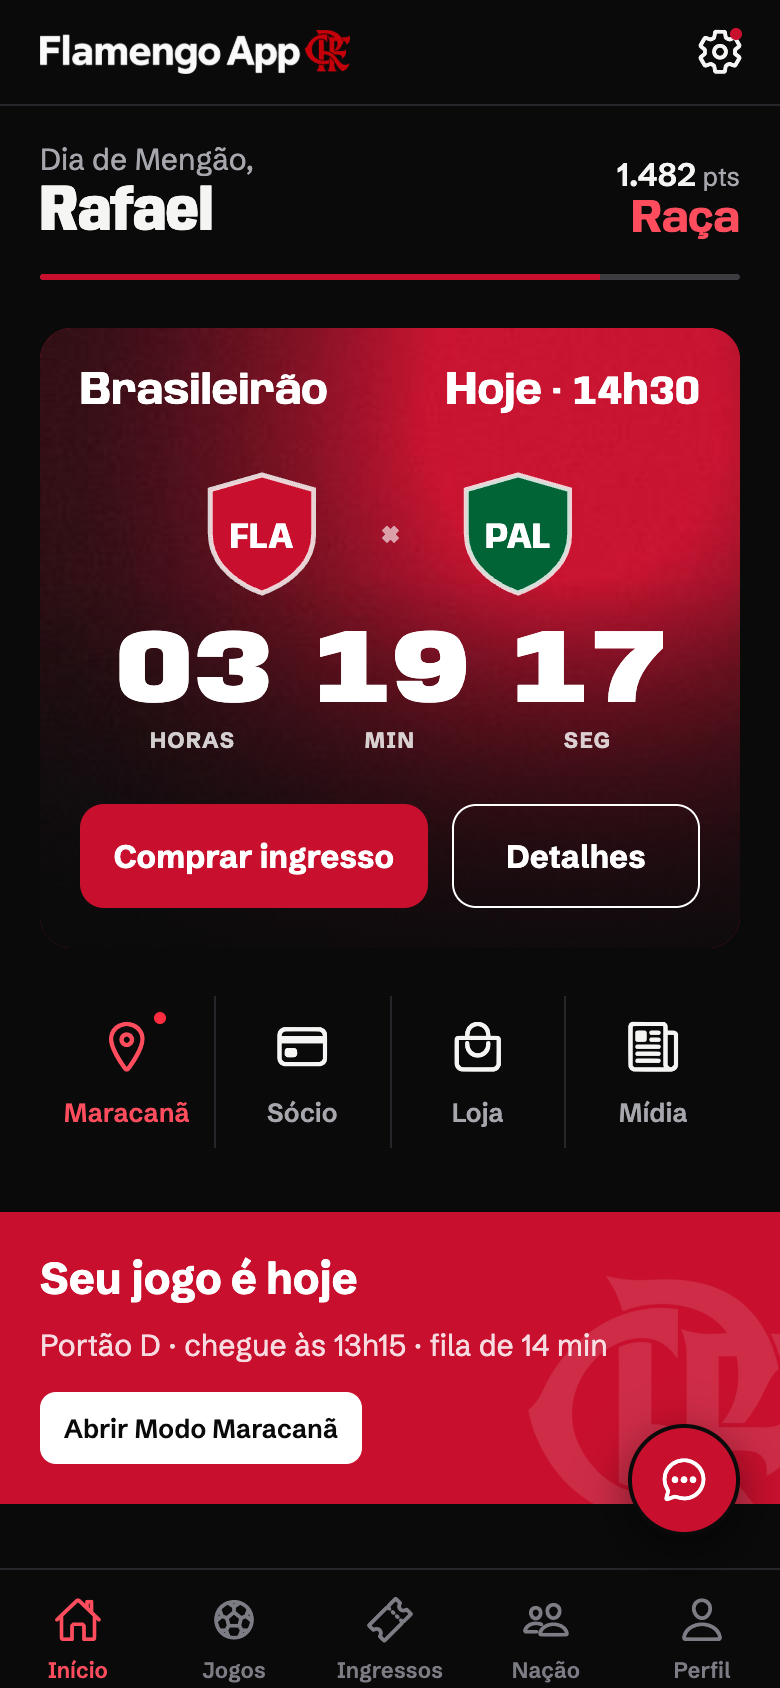 Flamengo App
Dia de Mengão,
Rafael
1.482 pts
Raça
Brasileirão
Hoje · 14h30
FLA
×
PAL
03 19 17
HORAS MIN SEG
Comprar ingresso
Detalhes
Maracanã
Sócio
Loja
Mídia
Seu jogo é hoje
Portão D · chegue às 13h15 · fila de 14 min
Abrir Modo Maracanã
Início
Jogos
Ingressos
Nação
Perfil